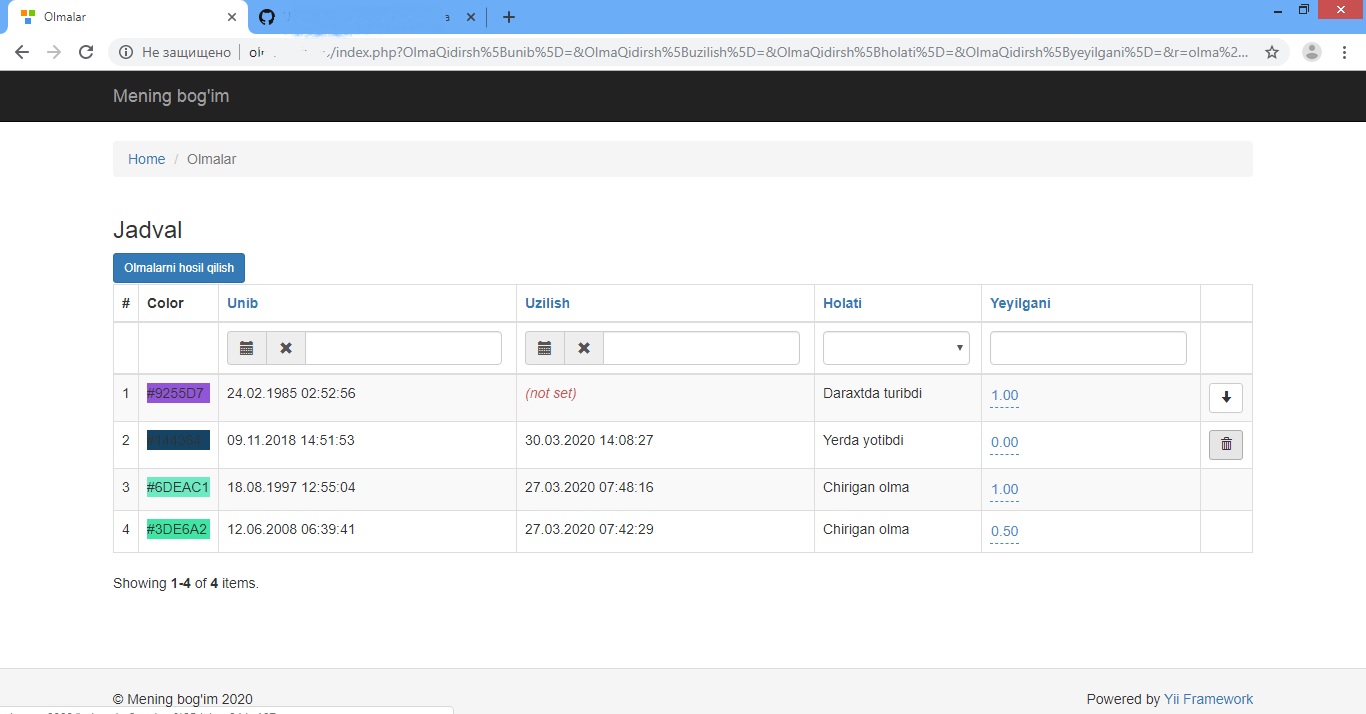 Olmalar
Не защищено
/index.php?OlmaQidirsh%5Bunib%5D=&OlmaQidirsh%5Buzilish%5D=&OlmaQidirsh%5Bholati%5D=&OlmaQidirsh%5Byeyilgani%5D=&r=olma%2...
Mening bog'im
Home / Olmalar
Jadval
Olmalarni hosil qilish
# Color Unib Uzilish Holati Yeyilgani
1 #9255D7 24.02.1985 02:52:56 (not set) Daraxtda turibdi 1.00
2 09.11.2018 14:51:53 30.03.2020 14:08:27 Yerda yotibdi 0.00
3 #6DEAC1 18.08.1997 12:55:04 27.03.2020 07:48:16 Chirigan olma 1.00
4 #3DE6A2 12.06.2008 06:39:41 27.03.2020 07:42:29 Chirigan olma 0.50
Showing 1-4 of 4 items.
© Mening bog'im 2020 Powered by Yii Framework